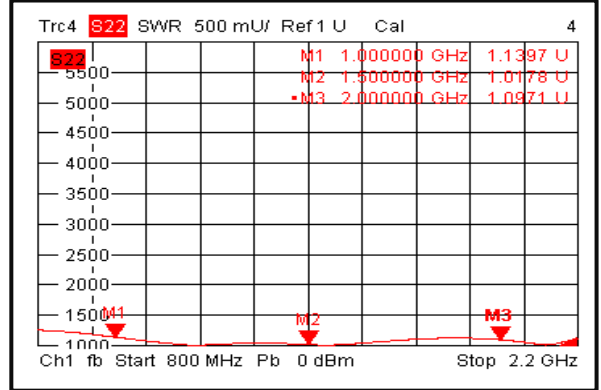 Trc4 S22 SWR 500 mU/ Ref 1 U Cal 4
S22
M1 1.000000 GHz 1.1397 U
M2 1.500000 GHz 1.0178 U
•M3 2.000000 GHz 1.0971 U
5500
5000
4500
4000
3500
3000
2500
2000
1500
M1
M2
M3
1000
Ch1 fb Start 800 MHz Pb 0 dBm Stop 2.2 GHz